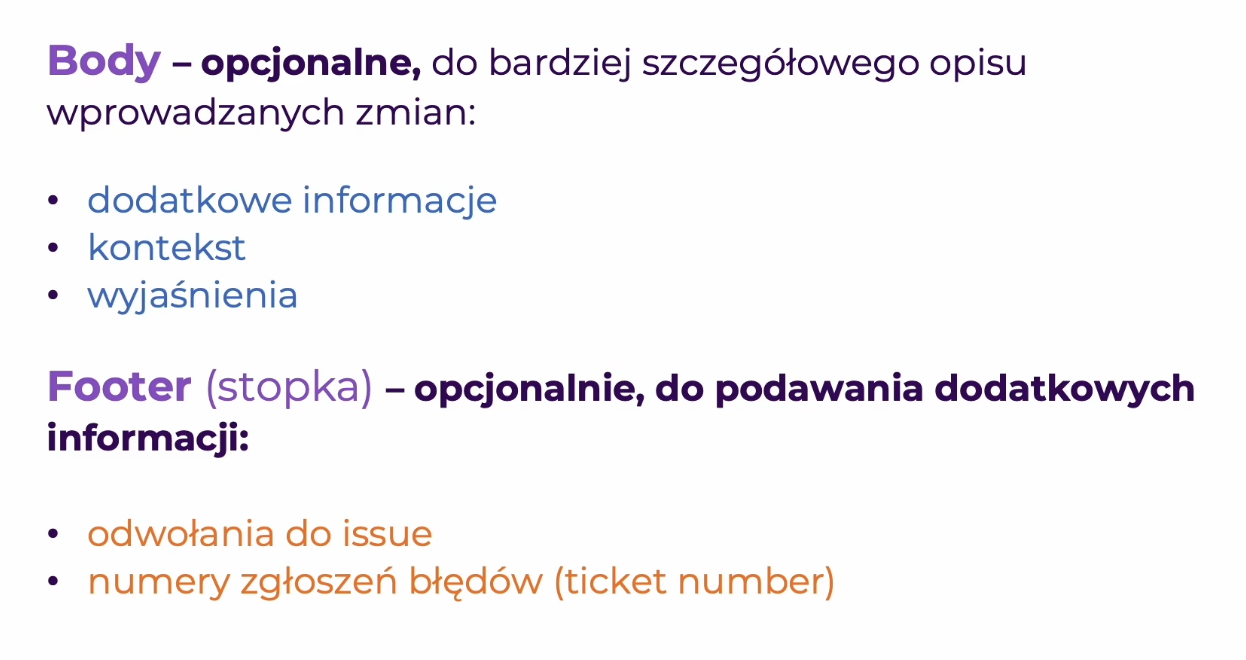 Body – opcjonalne, do bardziej szczegółowego opisu
wprowadzanych zmian:
• dodatkowe informacje
• kontekst
• wyjaśnienia
Footer (stopka) – opcjonalnie, do podawania dodatkowych
informacji:
• odwołania do issue
• numery zgłoszeń błędów (ticket number)